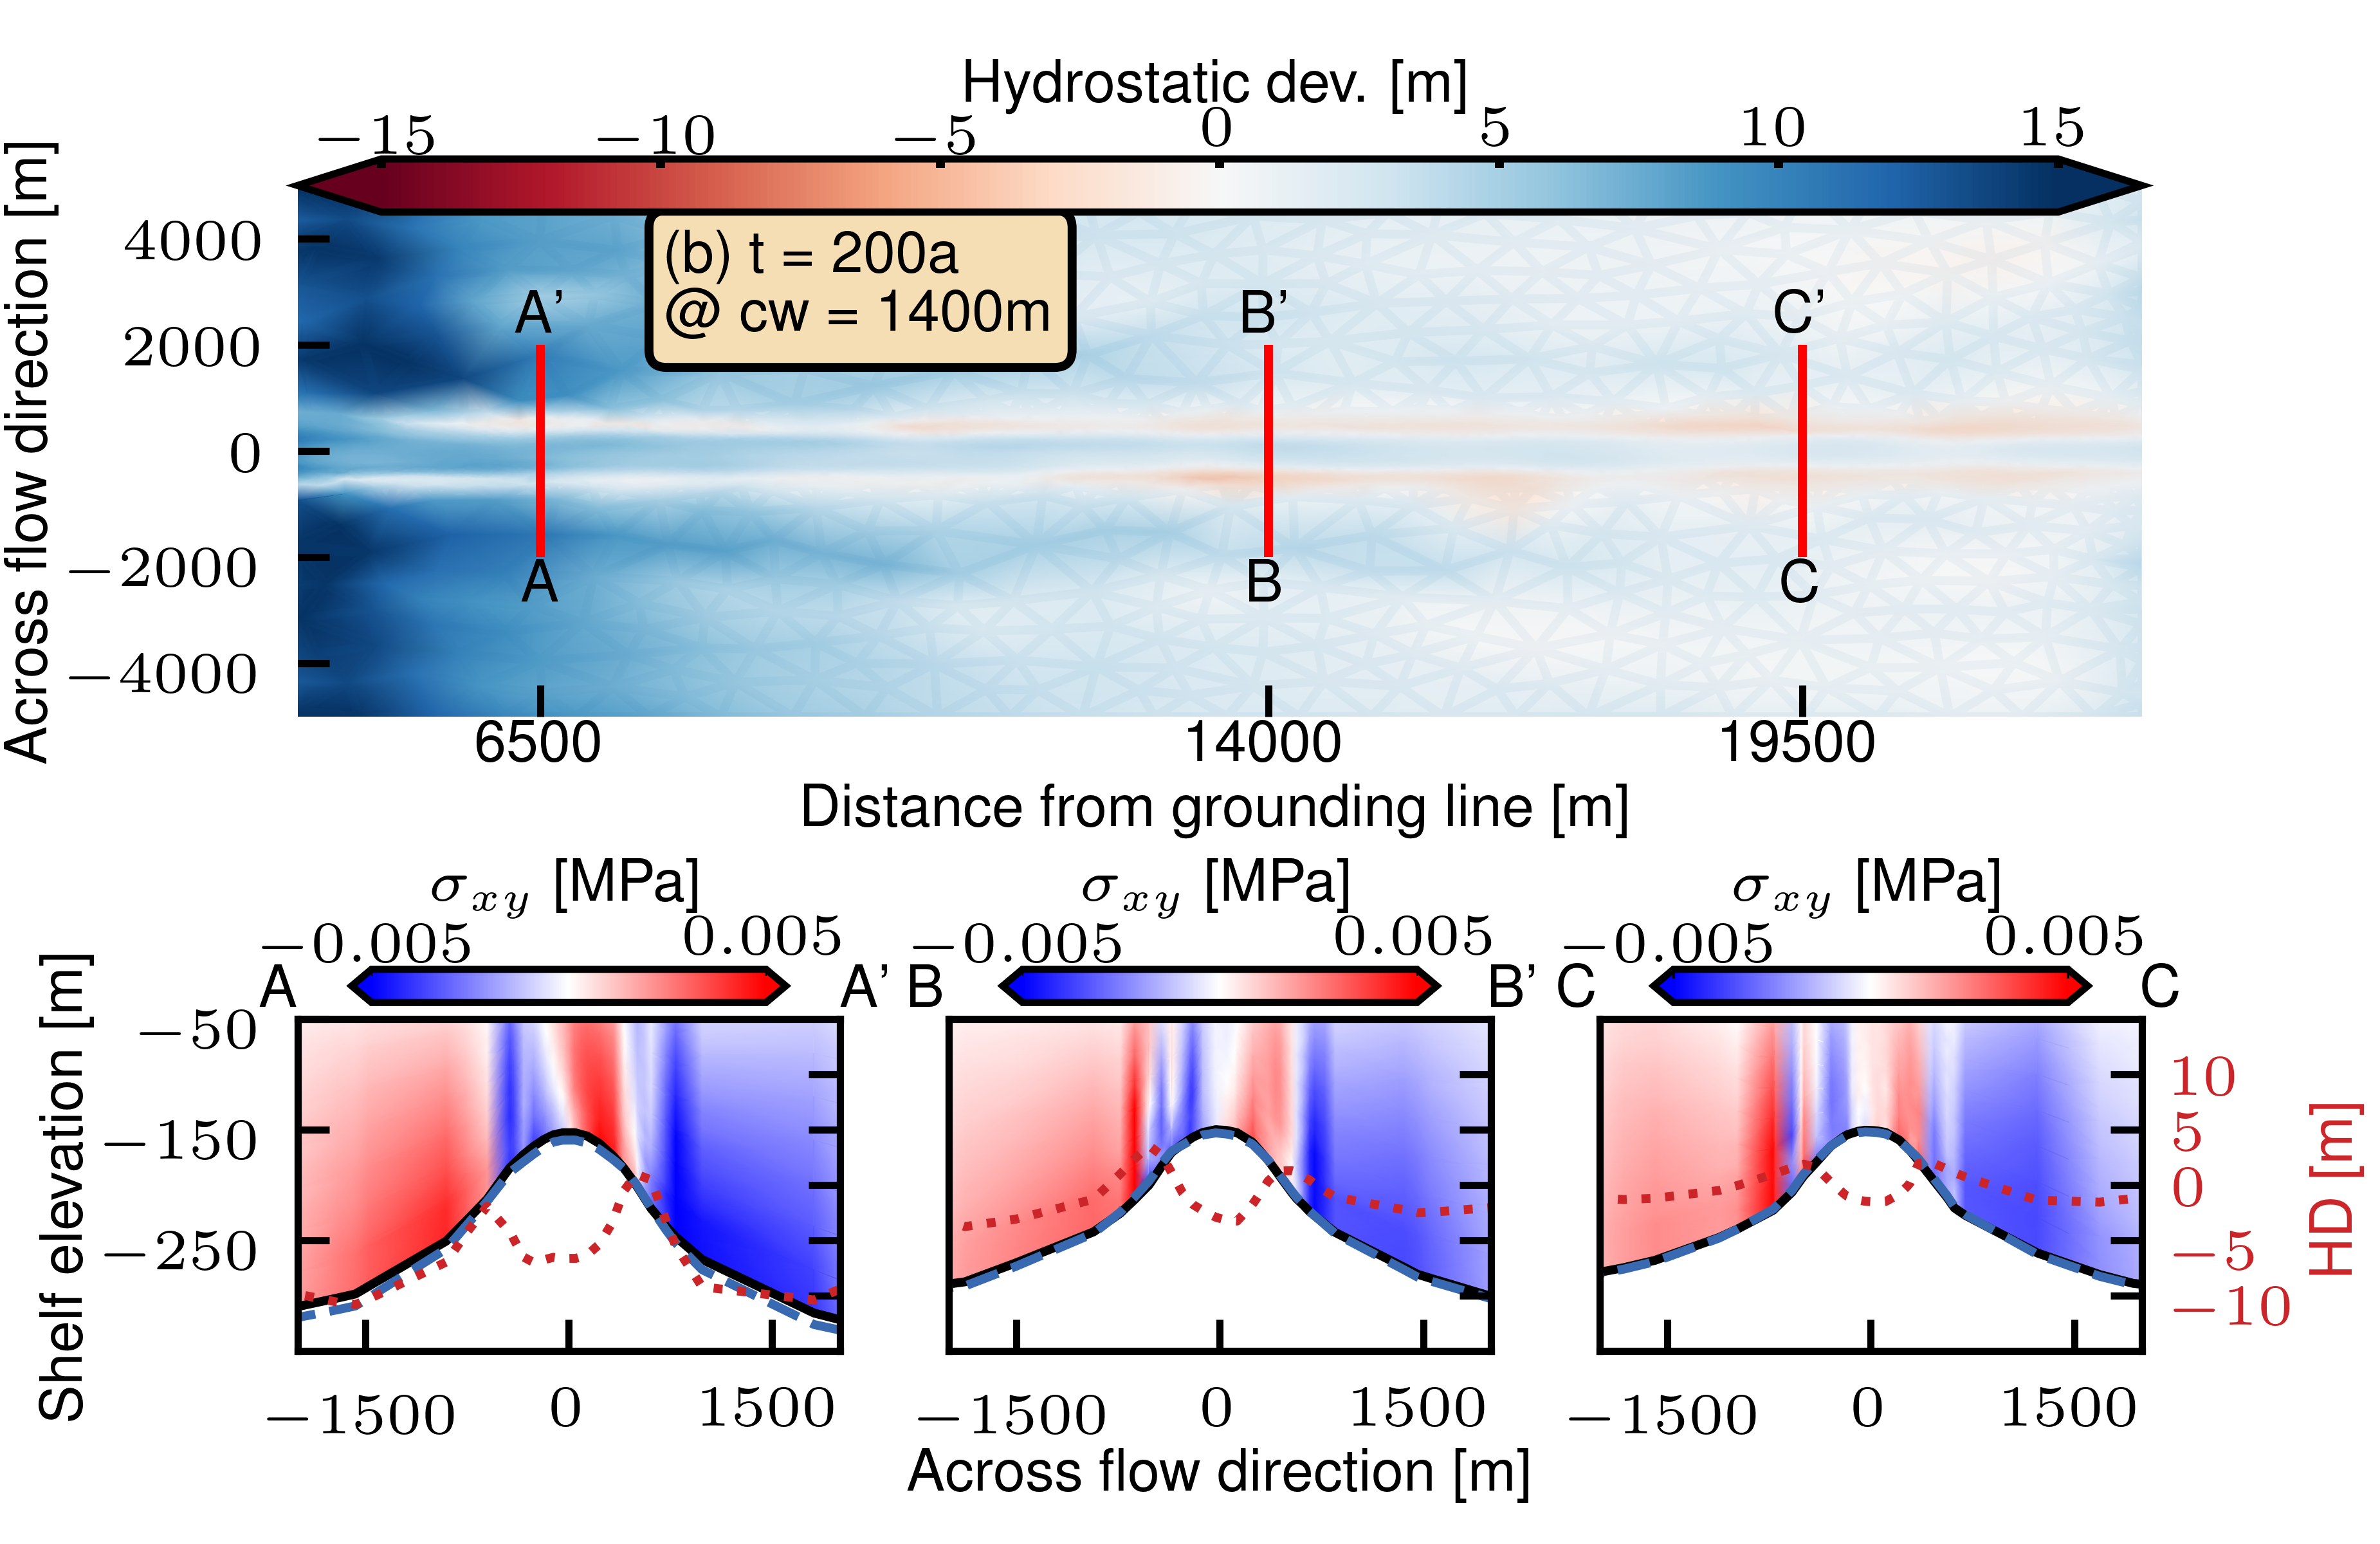 Hydrostatic dev. [m]
−15 −10 −5 0 5 10 15
Across flow direction [m]
4000
2000
0
−2000
−4000
(b) t = 200a
@ cw = 1400m
A' B' C'
A B C
6500 14000 19500
Distance from grounding line [m]
σxy [MPa] σxy [MPa] σxy [MPa]
−0.005 0.005 −0.005 0.005 −0.005 0.005
A A' B B' C C
Shelf elevation [m]
−50
−150
−250
10
5
0
−5
−10
HD [m]
−1500 0 1500 −1500 0 1500 −1500 0 1500
Across flow direction [m]